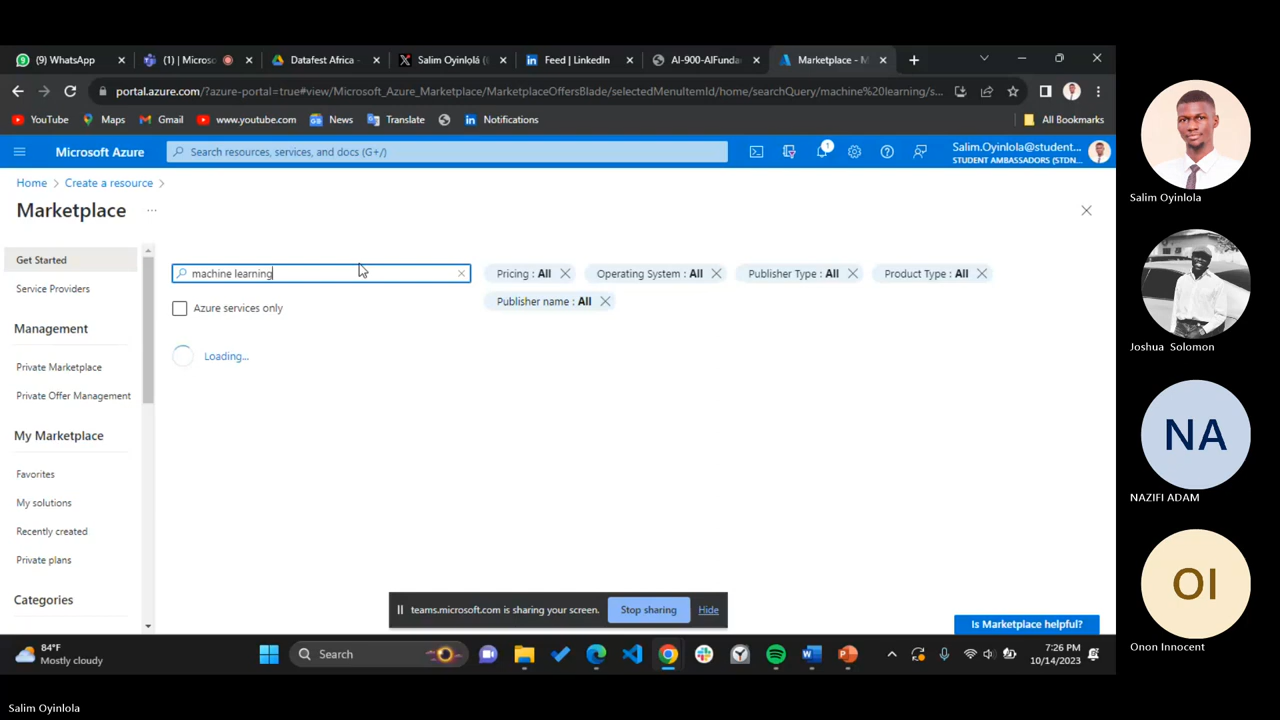 (9) WhatsApp
(1) | Micros
Datafest Africa -
Salim Oyinlolá (
Feed | LinkedIn
AI-900-AIFunda
Marketplace - M
portal.azure.com/?azure-portal=true#view/Microsoft_Azure_Marketplace/MarketplaceOffersBlade/selectedMenuItemId/home/searchQuery/machine%20learning/s...
YouTube
Maps
Gmail
www.youtube.com
News
Translate
Notifications
All Bookmarks
Microsoft Azure
Search resources, services, and docs (G+/)
1
Salim.Oyinlola@student...
STUDENT AMBASSADORS (STDN...
Home > Create a resource >
Marketplace ...
Get Started
Service Providers
Management
Private Marketplace
Private Offer Management
My Marketplace
Favorites
My solutions
Recently created
Private plans
Categories
machine learning
Pricing : All
Operating System : All
Publisher Type : All
Product Type : All
Publisher name : All
Azure services only
Loading...
teams.microsoft.com is sharing your screen.
Stop sharing
Hide
Is Marketplace helpful?
84°F
Mostly cloudy
Search
7:26 PM
10/14/2023
Salim Oyinlola
Joshua Solomon
NA
NAZIFI ADAM
OI
Onon Innocent
Salim Oyinlola